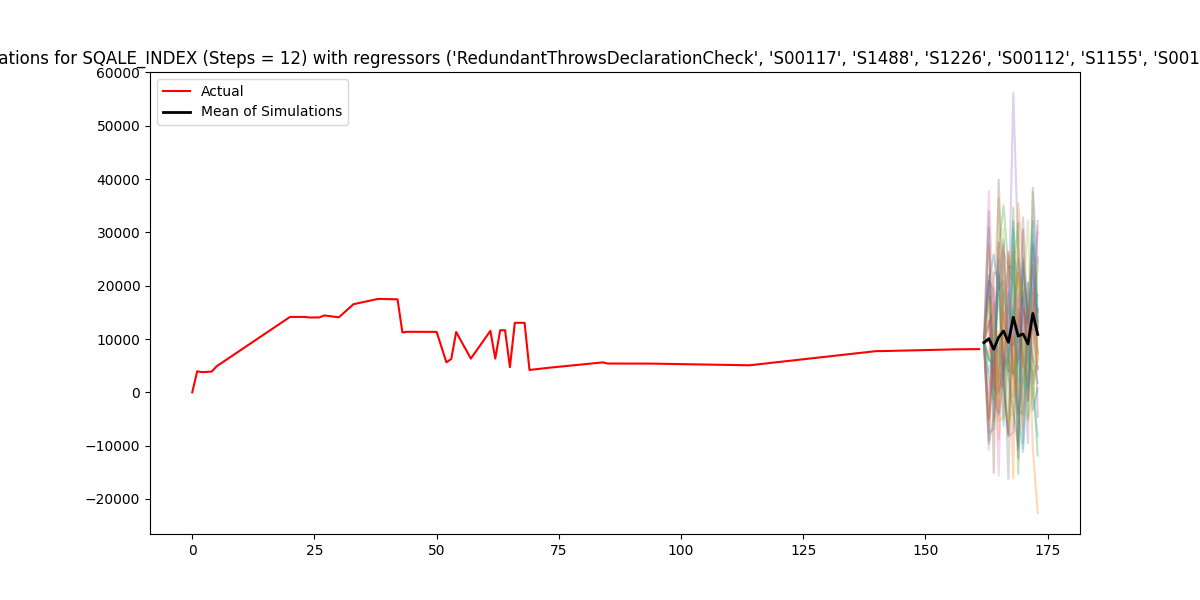 ations for SQALE_INDEX (Steps = 12) with regressors ('RedundantThrowsDeclarationCheck', 'S00117', 'S1488', 'S1226', 'S00112', 'S1155', 'S001
Actual
Mean of Simulations
60000
50000
40000
30000
20000
10000
0
−10000
−20000
0 25 50 75 100 125 150 175